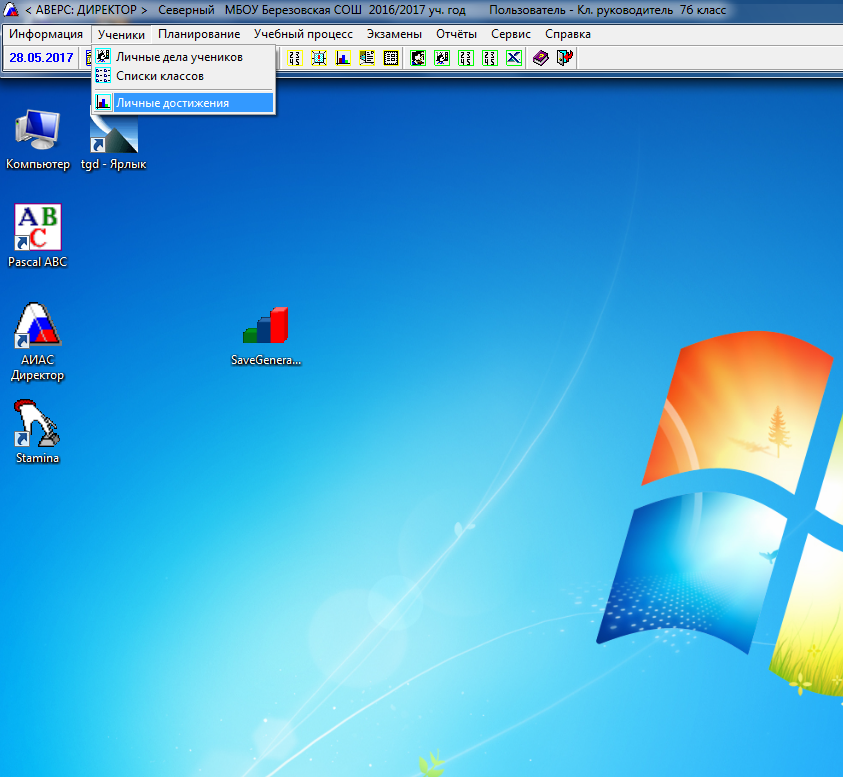 < АВЕРС: ДИРЕКТОР > Северный МБОУ Березовская СОШ 2016/2017 уч. год Пользователь - Кл. руководитель 7б класс
Информация Ученики Планирование Учебный процесс Экзамены Отчёты Сервис Справка
28.05.2017
Личные дела учеников
Списки классов
Личные достижения
Компьютер
tgd - Ярлык
A B C
Pascal ABC
АИАС
Директор
SaveGenera...
Stamina